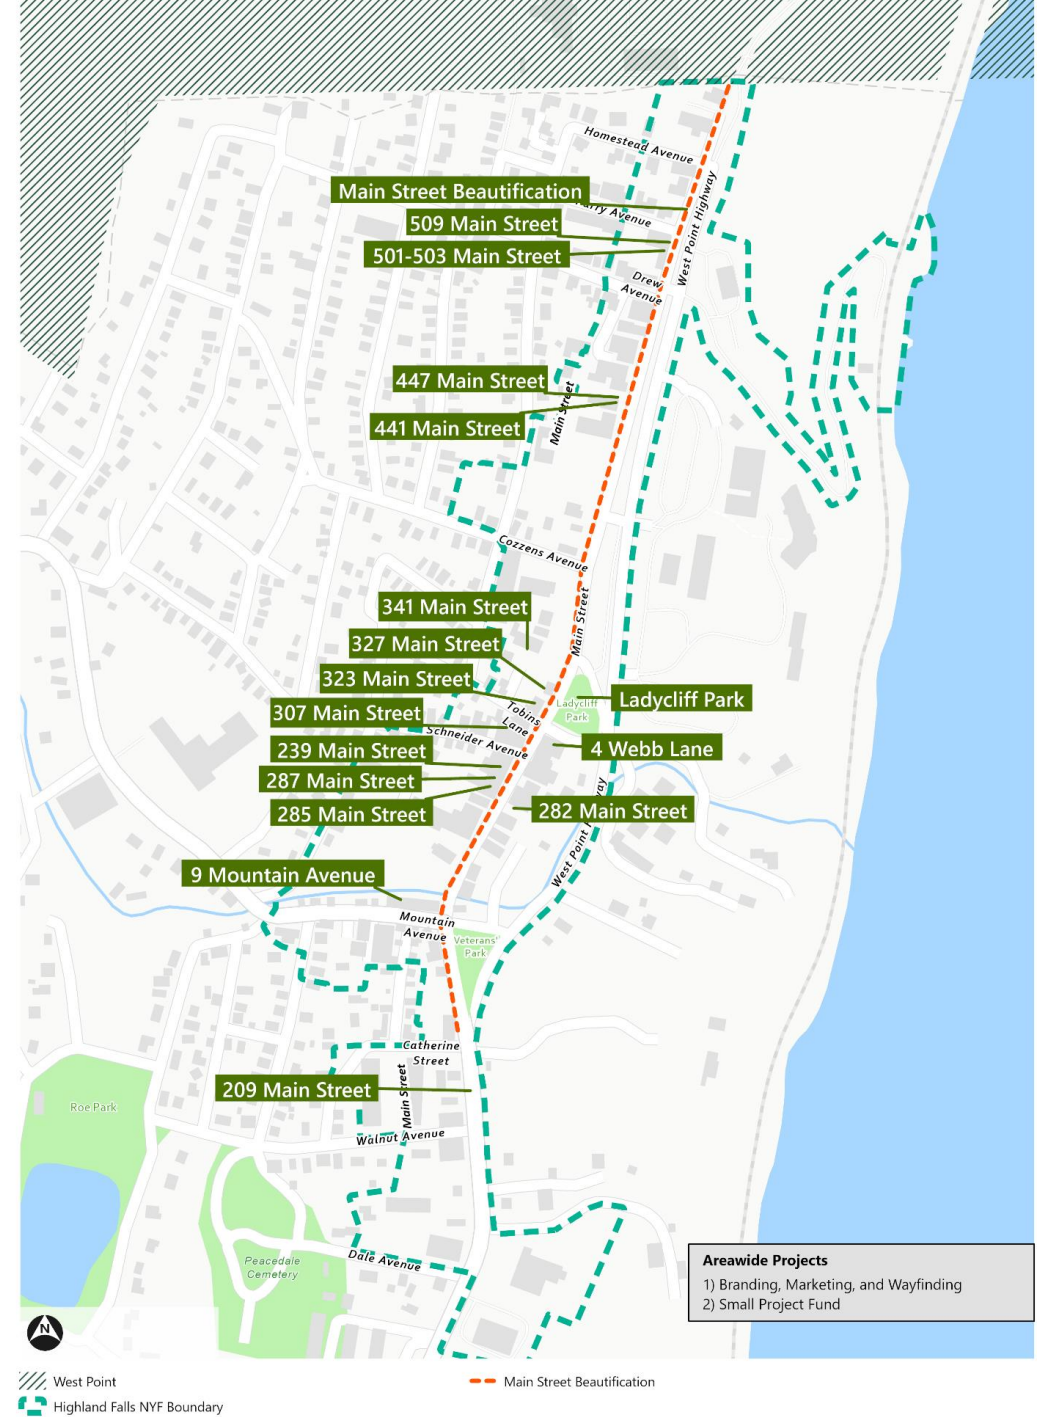 Homestead Avenue
Main Street Beautification
Avenue
509 Main Street
West Point Highway
501-503 Main Street
Drew
Avenue
447 Main Street
Main Street
441 Main Street
Cozzens Avenue
341 Main Street
Main Street
327 Main Street
323 Main Street
Ladycliff Park
Ladycliff
Park
307 Main Street
Tobins
Lane
Schneider Avenue
239 Main Street
4 Webb Lane
287 Main Street
285 Main Street
282 Main Street
West Point
9 Mountain Avenue
Mountain
Avenue
Veterans'
Park
Catherine
Street
209 Main Street
Main Street
Roe Park
Walnut Avenue
Dale Avenue
Peacedale
Cemetery
Areawide Projects
1) Branding, Marketing, and Wayfinding
2) Small Project Fund
N
West Point
Main Street Beautification
Highland Falls NYF Boundary